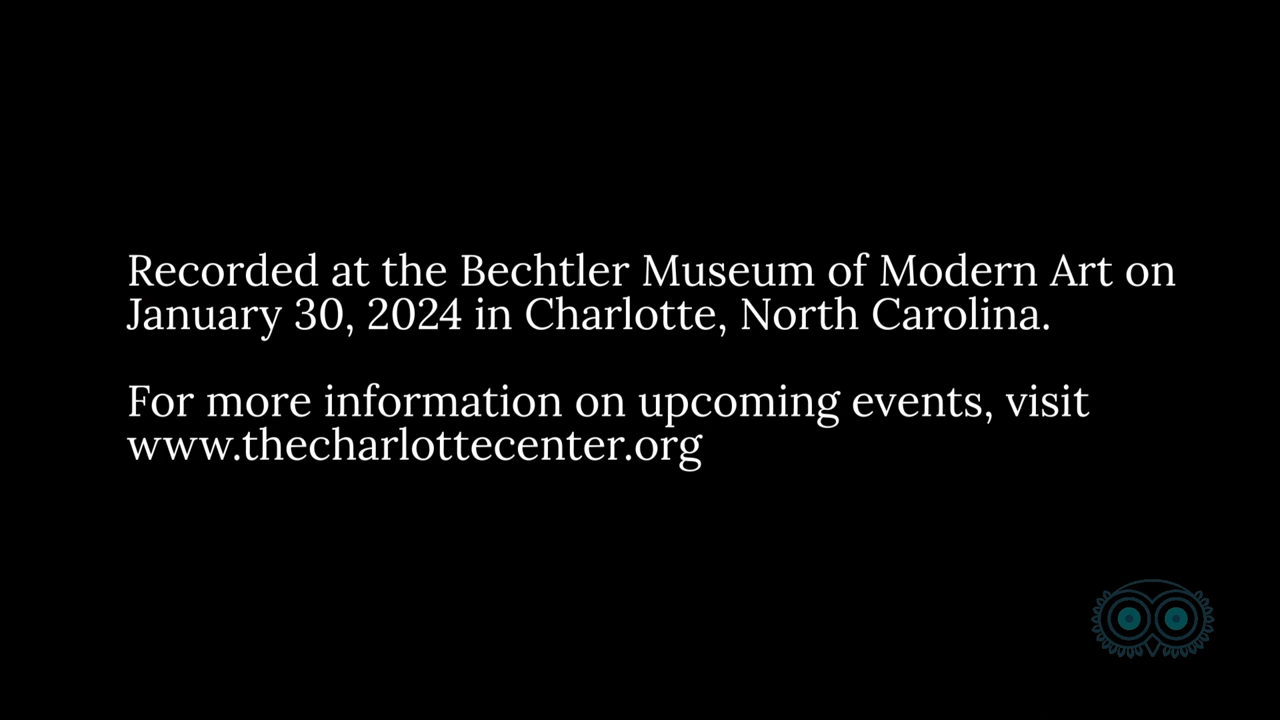 Recorded at the Bechtler Museum of Modern Art on
January 30, 2024 in Charlotte, North Carolina.
For more information on upcoming events, visit
www.thecharlottecenter.org